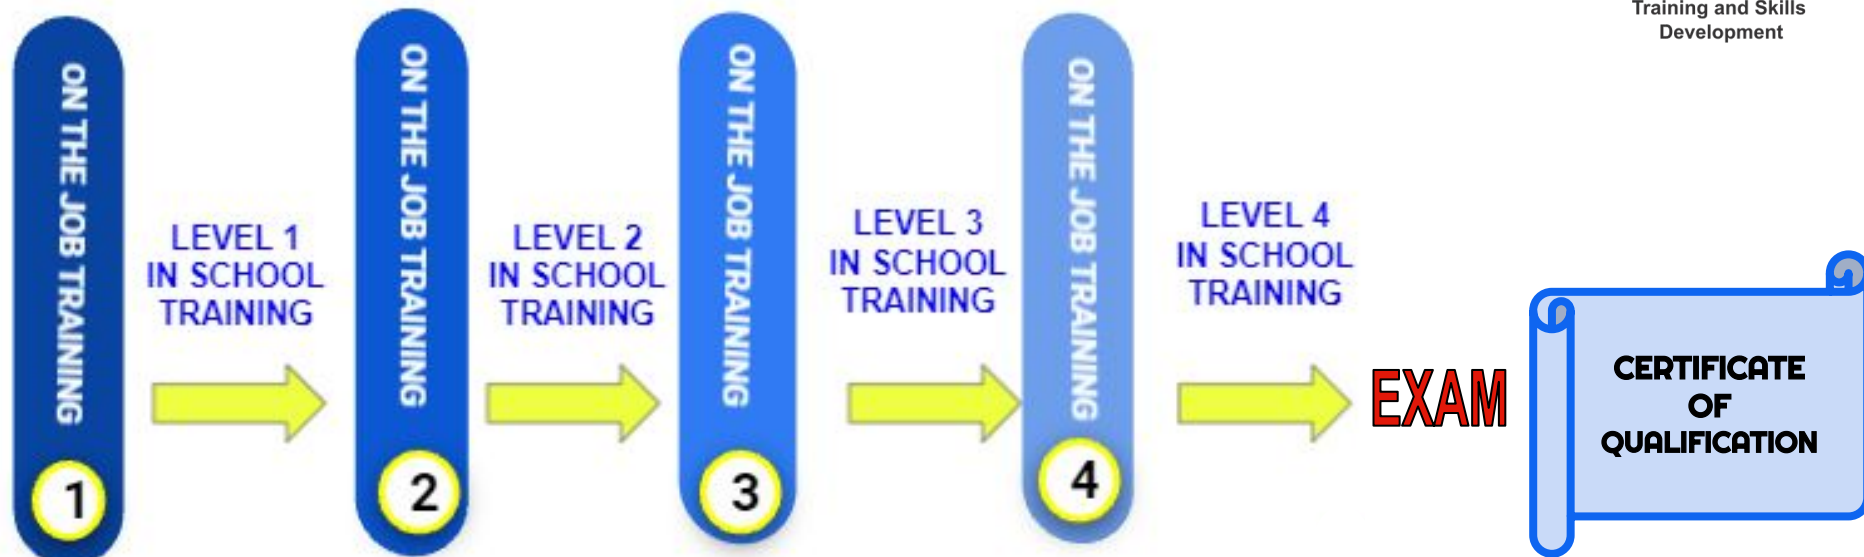 Training and Skills
Development
ON THE JOB TRAINING
1
LEVEL 1
IN SCHOOL
TRAINING
ON THE JOB TRAINING
2
LEVEL 2
IN SCHOOL
TRAINING
ON THE JOB TRAINING
3
LEVEL 3
IN SCHOOL
TRAINING
ON THE JOB TRAINING
4
LEVEL 4
IN SCHOOL
TRAINING
EXAM
CERTIFICATE
OF
QUALIFICATION